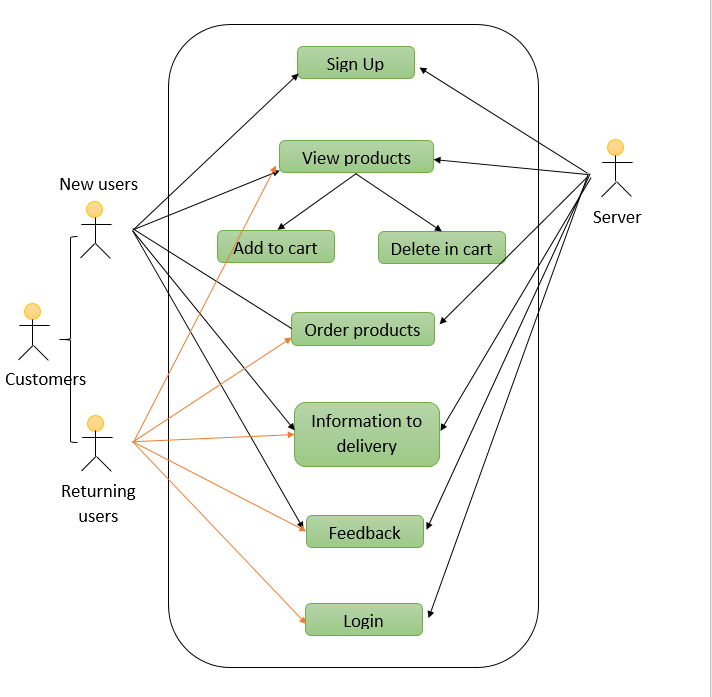 Sign Up
View products
New users
Server
Add to cart
Delete in cart
Order products
Customers
Information to
delivery
Returning
users
Feedback
Login